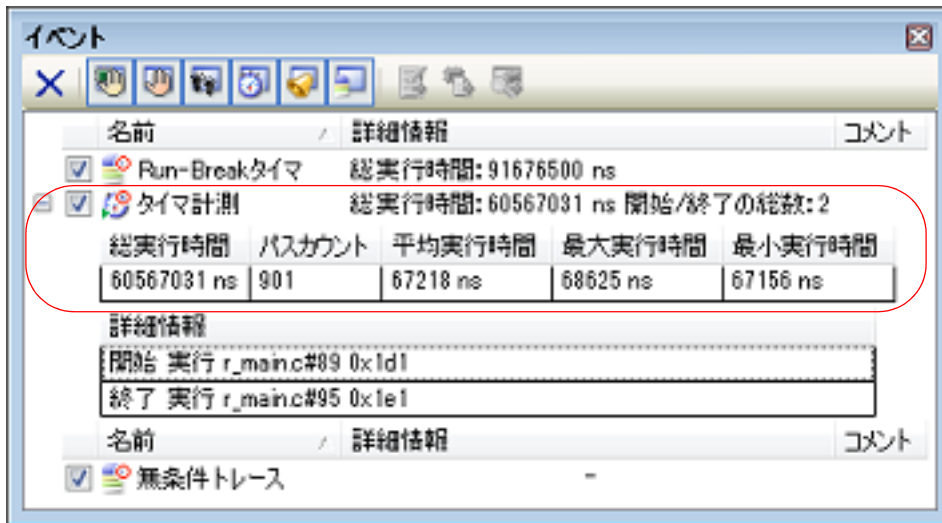 イベント
名前 詳細情報 コメント
Run-Breakタイマ 総実行時間: 91676500 ns
タイマ計測 総実行時間: 60567031 ns 開始/終了の総数: 2
総実行時間 パスカウント 平均実行時間 最大実行時間 最小実行時間
60567031 ns 901 67218 ns 68625 ns 67156 ns
詳細情報
開始 実行 r_main.c#89 0x1d1
終了 実行 r_main.c#95 0x1e1
名前 詳細情報 コメント
無条件トレース -